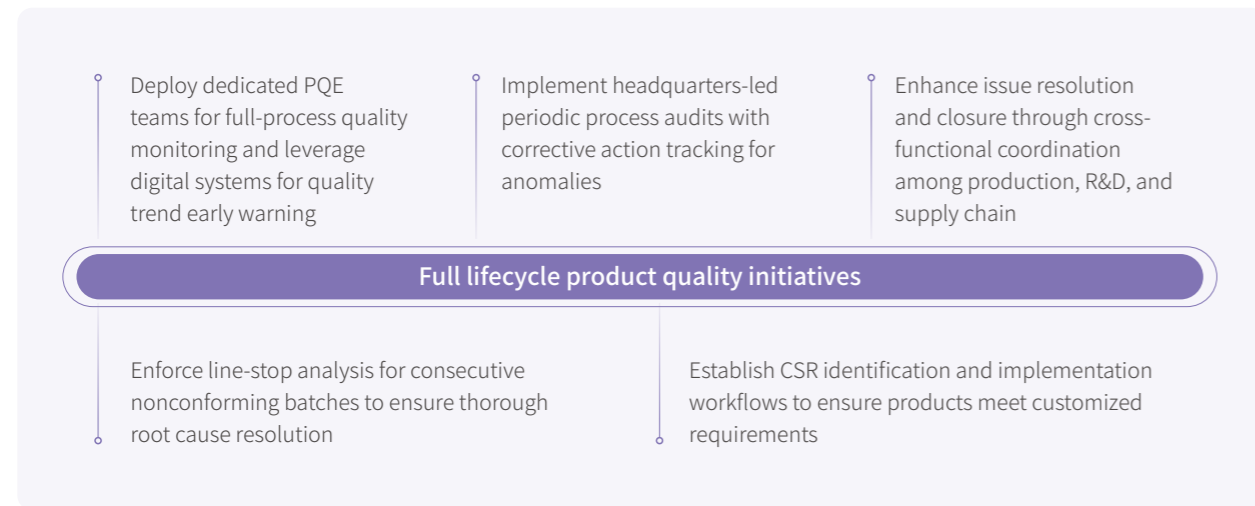 Deploy dedicated PQE
teams for full-process quality
monitoring and leverage
digital systems for quality
trend early warning
Implement headquarters-led
periodic process audits with
corrective action tracking for
anomalies
Enhance issue resolution
and closure through cross-
functional coordination
among production, R&D, and
supply chain
Full lifecycle product quality initiatives
Enforce line-stop analysis for consecutive
nonconforming batches to ensure thorough
root cause resolution
Establish CSR identification and implementation
workflows to ensure products meet customized
requirements